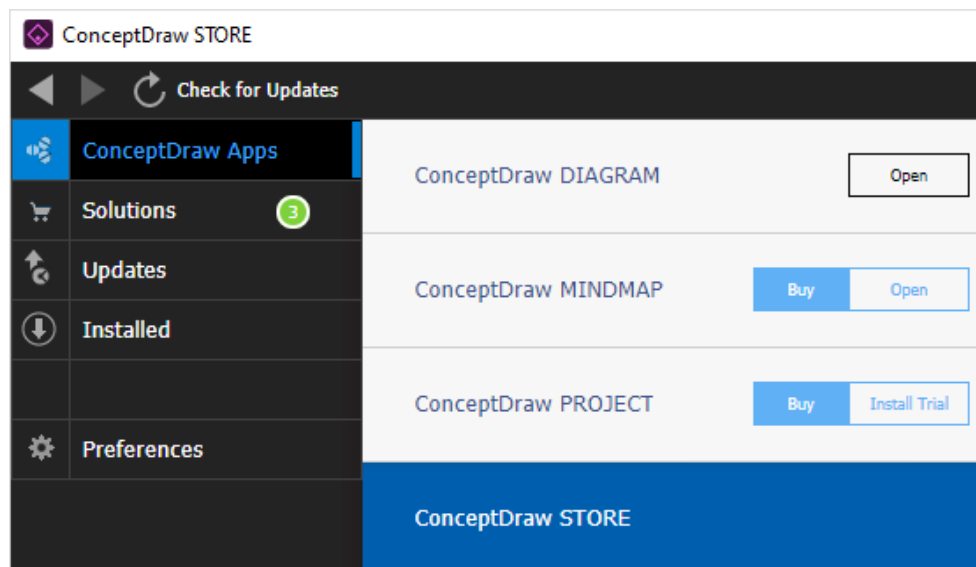 ConceptDraw STORE
Check for Updates
ConceptDraw Apps
Solutions 3
Updates
Installed
Preferences
ConceptDraw DIAGRAM Open
ConceptDraw MINDMAP Buy Open
ConceptDraw PROJECT Buy Install Trial
ConceptDraw STORE